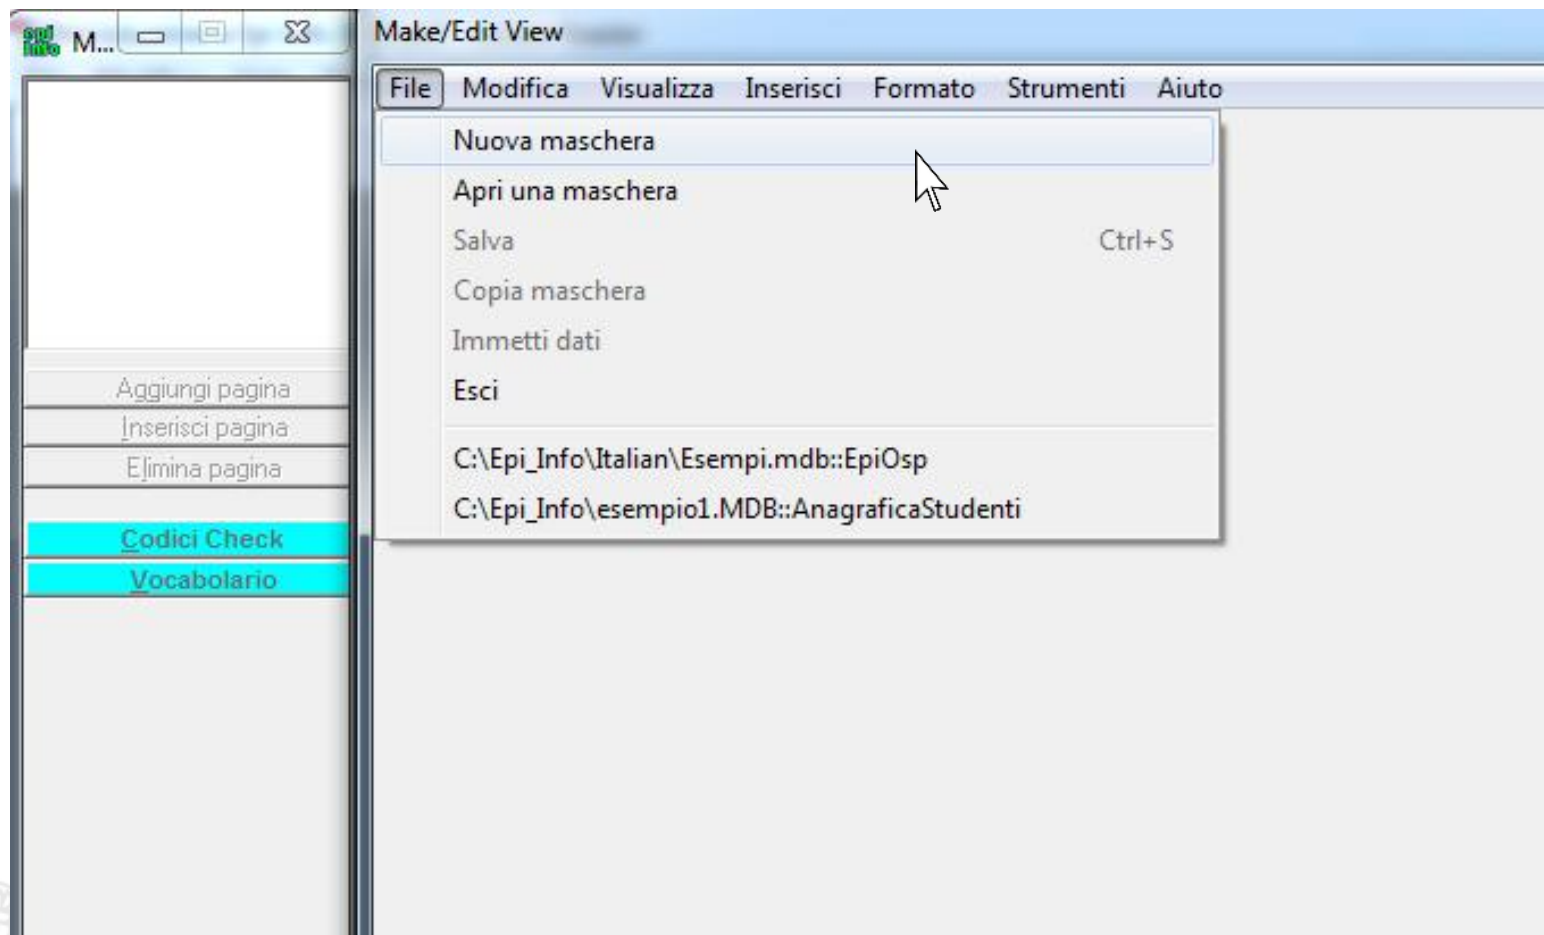 epi info M...
Make/Edit View
File Modifica Visualizza Inserisci Formato Strumenti Aiuto
Nuova maschera
Apri una maschera
Salva Ctrl+S
Copia maschera
Immetti dati
Esci
C:\Epi_Info\Italian\Esempi.mdb::EpiOsp
C:\Epi_Info\esempio1.MDB::AnagraficaStudenti
Aggiungi pagina
Inserisci pagina
Elimina pagina
Codici Check
Vocabolario